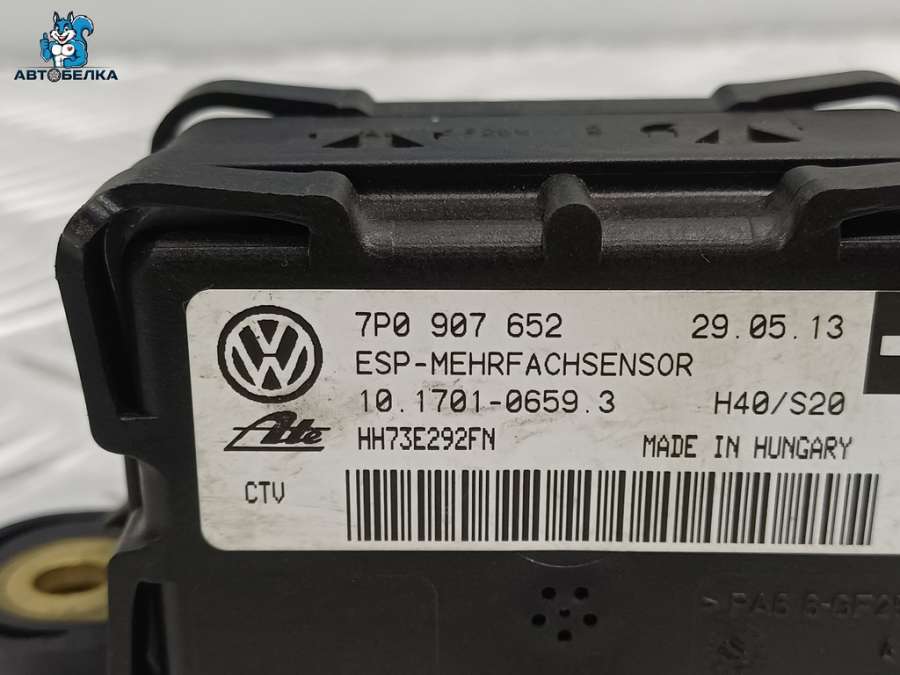 АВТОБЕЛКА
7P0 907 652 29.05.13
ESP-MEHRFACHSENSOR
10.1701-0659.3 H40/S20
Ate HH73E292FN MADE IN HUNGARY
CTV